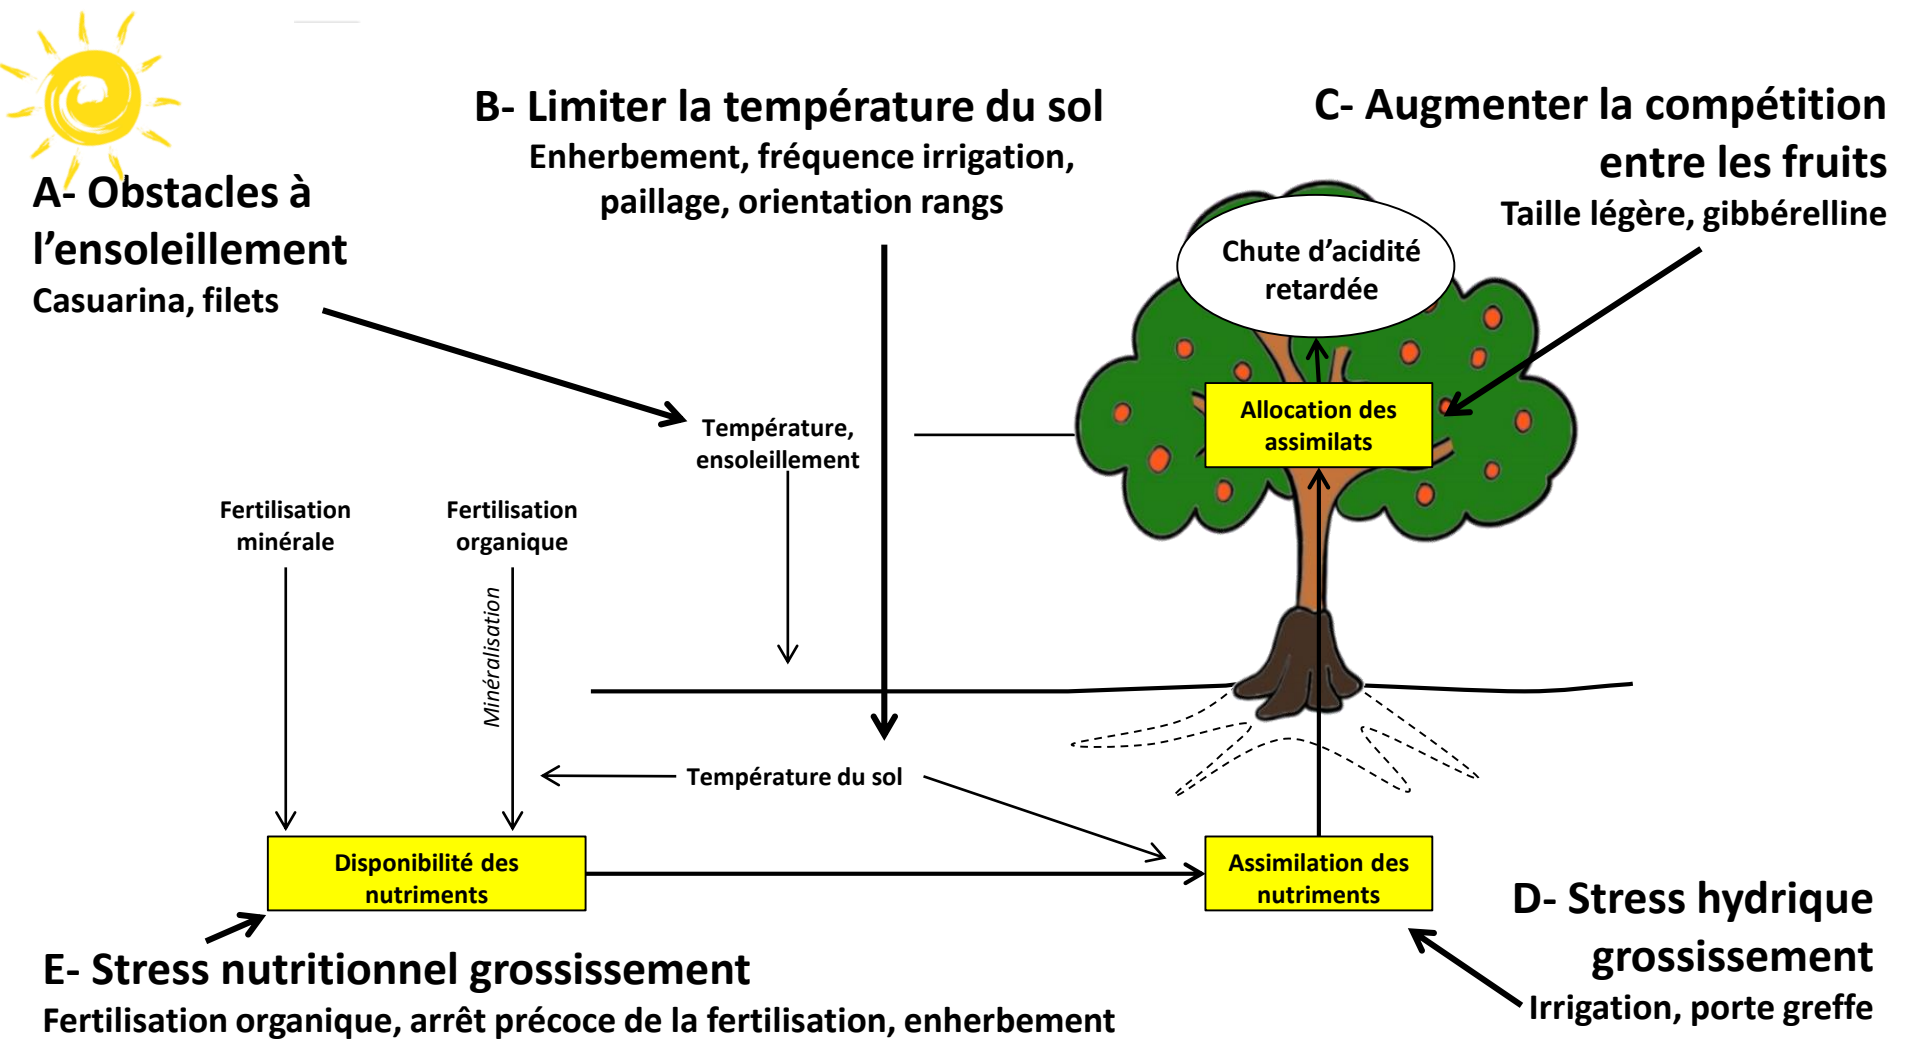 A- Obstacles à
l’ensoleillement
Casuarina, filets
B- Limiter la température du sol
Enherbement, fréquence irrigation,
paillage, orientation rangs
C- Augmenter la compétition
entre les fruits
Taille légère, gibbérelline
Chute d’acidité
retardée
Allocation des
assimilats
Température,
ensoleillement
Fertilisation
minérale
Fertilisation
organique
Minéralisation
Température du sol
Disponibilité des
nutriments
Assimilation des
nutriments
D- Stress hydrique
grossissement
Irrigation, porte greffe
E- Stress nutritionnel grossissement
Fertilisation organique, arrêt précoce de la fertilisation, enherbement